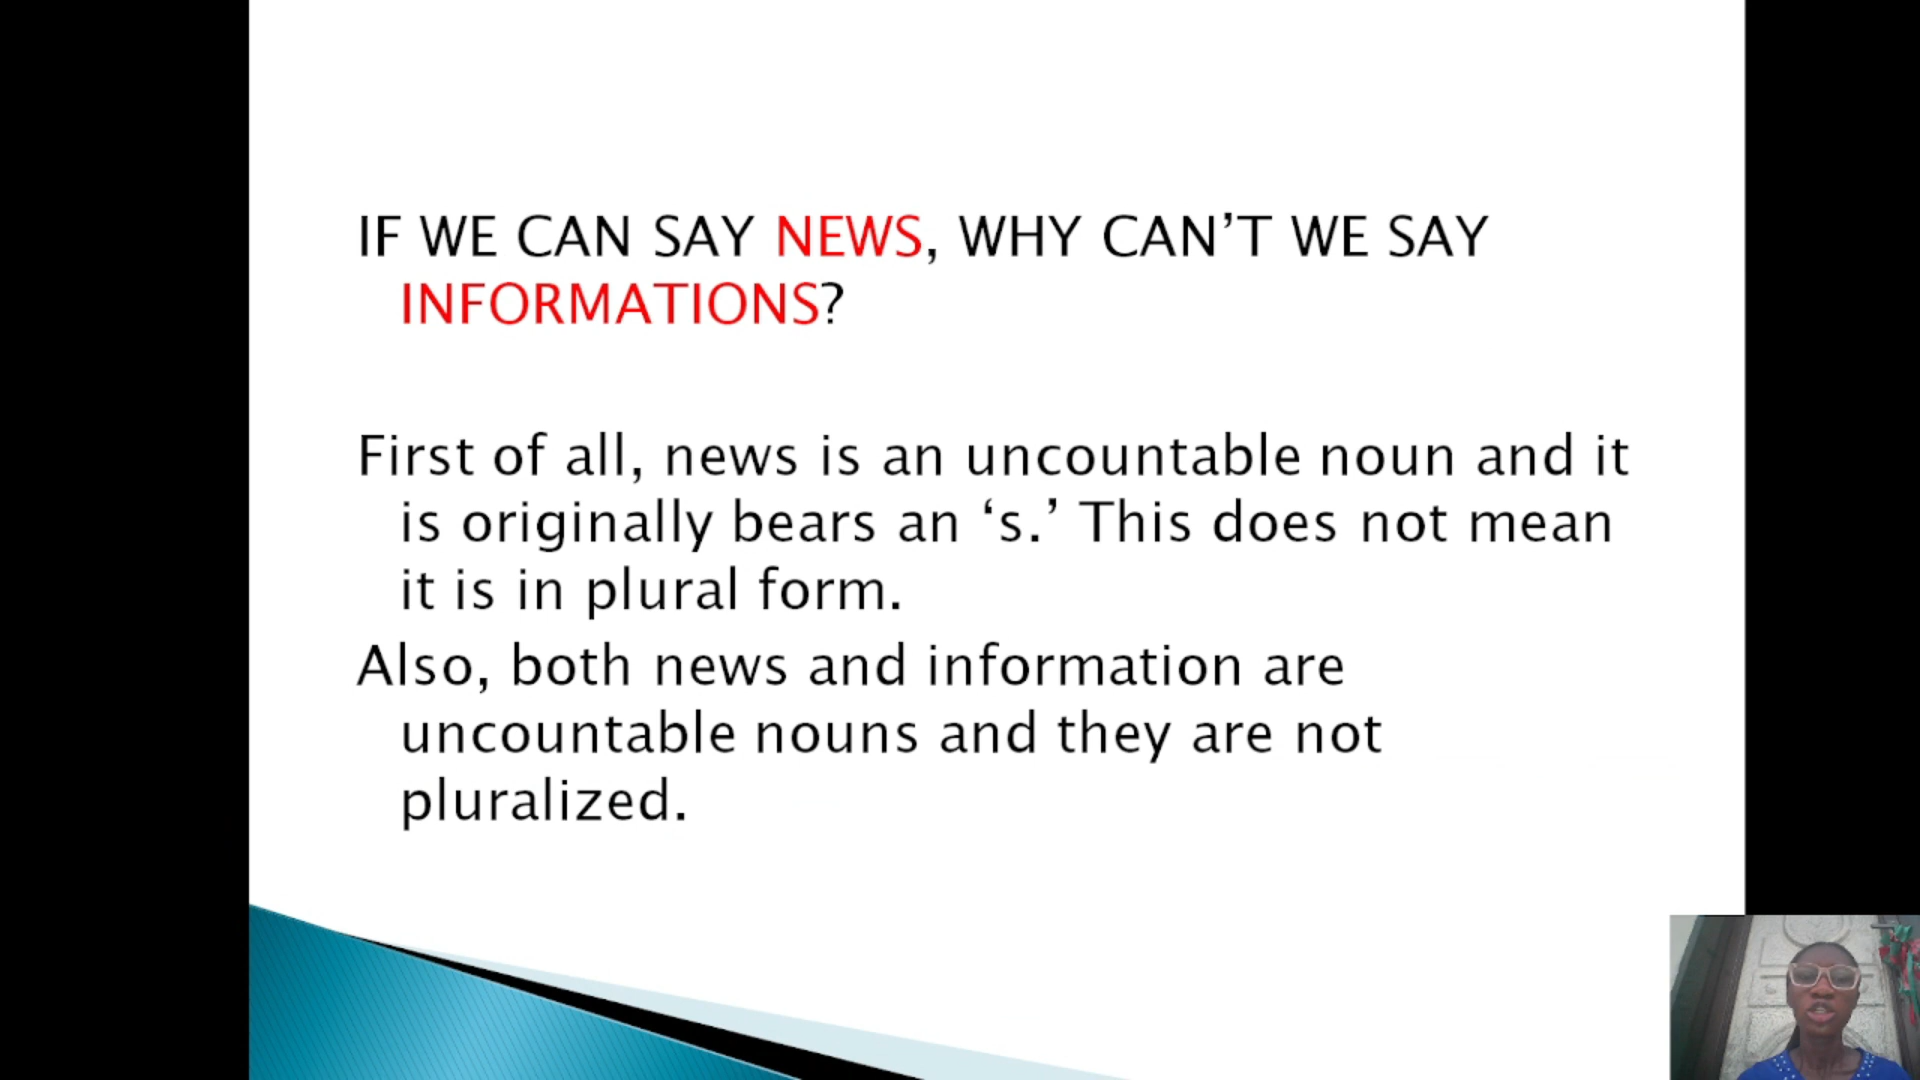 IF WE CAN SAY NEWS, WHY CAN’T WE SAY
INFORMATIONS?
First of all, news is an uncountable noun and it
is originally bears an ‘s.’ This does not mean
it is in plural form.
Also, both news and information are
uncountable nouns and they are not
pluralized.